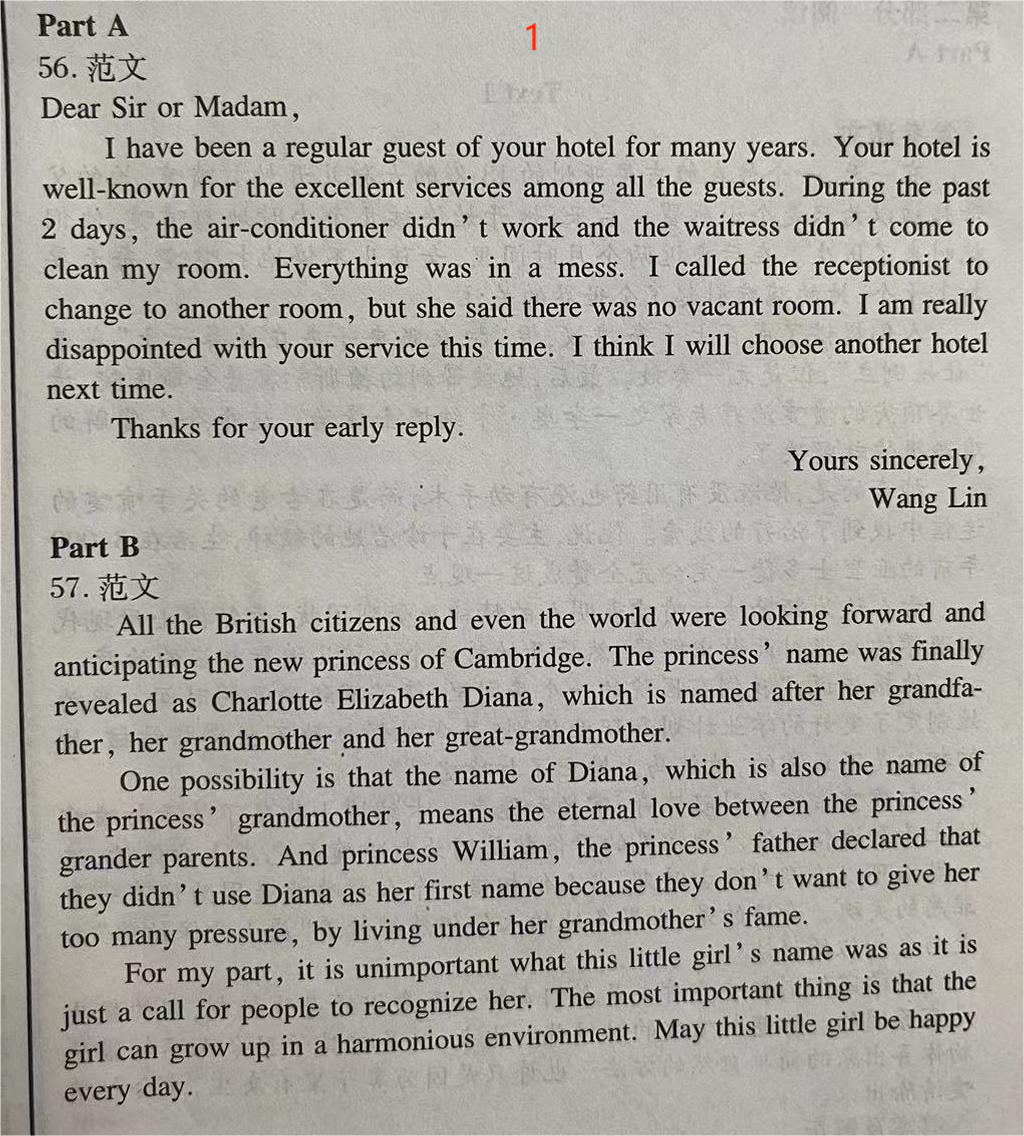 Part A
1
56. 范文
Dear Sir or Madam,
I have been a regular guest of your hotel for many years. Your hotel is
well-known for the excellent services among all the guests. During the past
2 days, the air-conditioner didn't work and the waitress didn't come to
clean my room. Everything was in a mess. I called the receptionist to
change to another room, but she said there was no vacant room. I am really
disappointed with your service this time. I think I will choose another hotel
next time.
Thanks for your early reply.
Yours sincerely,
Wang Lin
Part B
57. 范文
All the British citizens and even the world were looking forward and
anticipating the new princess of Cambridge. The princess' name was finally
revealed as Charlotte Elizabeth Diana, which is named after her grandfa-
ther, her grandmother and her great-grandmother.
One possibility is that the name of Diana, which is also the name of
the princess' grandmother, means the eternal love between the princess'
grander parents. And princess William, the princess' father declared that
they didn't use Diana as her first name because they don't want to give her
too many pressure, by living under her grandmother's fame.
For my part, it is unimportant what this little girl's name was as it is
just a call for people to recognize her. The most important thing is that the
girl can grow up in a harmonious environment. May this little girl be happy
every day.